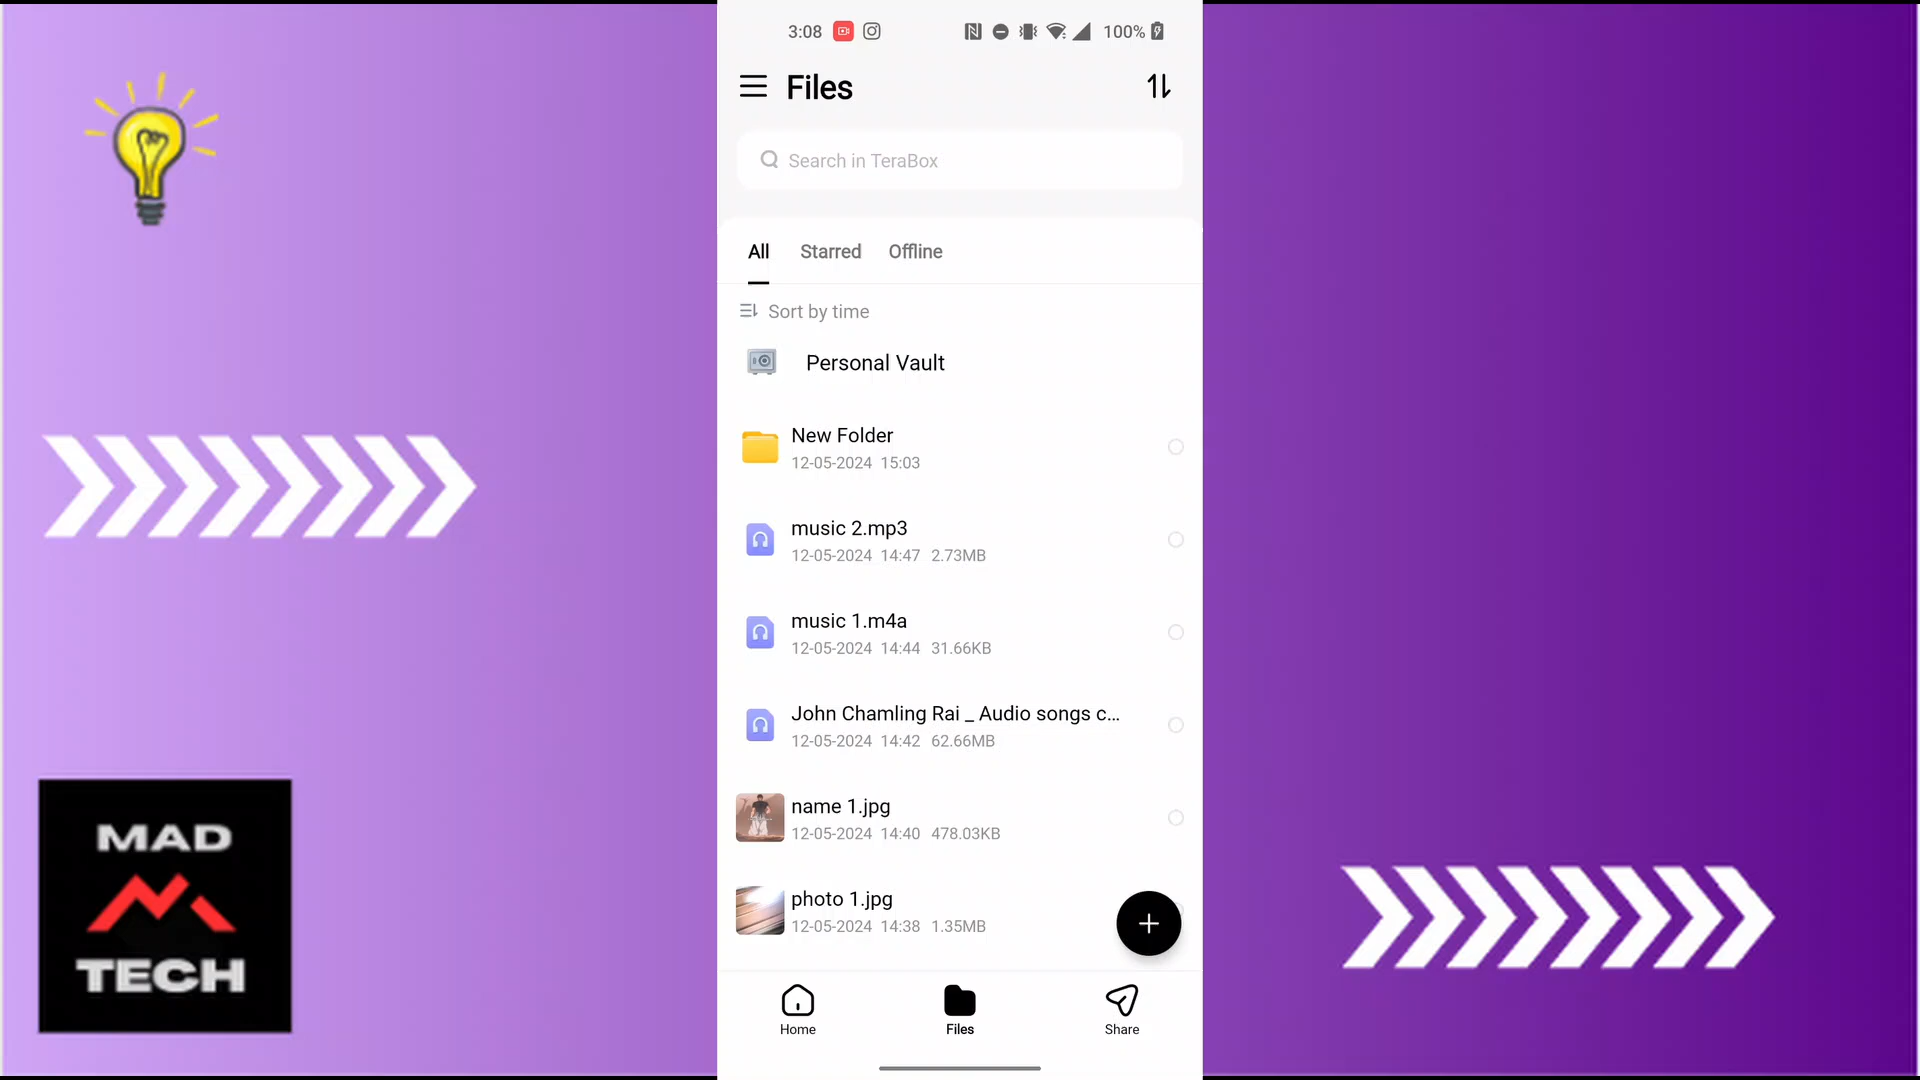 3:08
100%
Files
Search in TeraBox
All Starred Offline
Sort by time
Personal Vault
New Folder
12-05-2024 15:03
music 2.mp3
12-05-2024 14:47 2.73MB
music 1.m4a
12-05-2024 14:44 31.66KB
John Chamling Rai _ Audio songs c...
12-05-2024 14:42 62.66MB
name 1.jpg
12-05-2024 14:40 478.03KB
photo 1.jpg
12-05-2024 14:38 1.35MB
Home Files Share
MAD
TECH